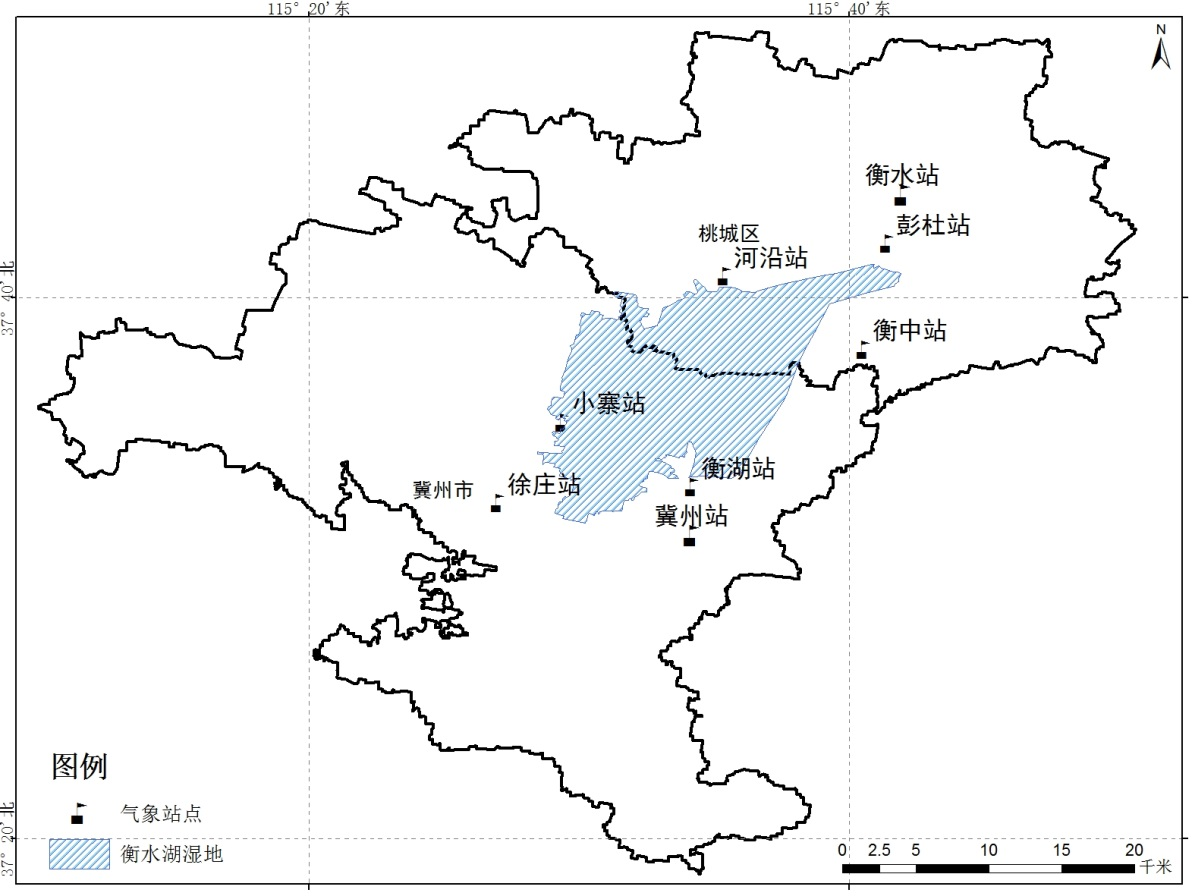 115° 20′东
115° 40′东
N
衡水站
彭杜站
桃城区
河沿站
37° 40′北
衡中站
小寨站
衡湖站
冀州市
徐庄站
冀州站
图例
气象站点
衡水湖湿地
37° 20′北
0 2.5 5 10 15 20
千米